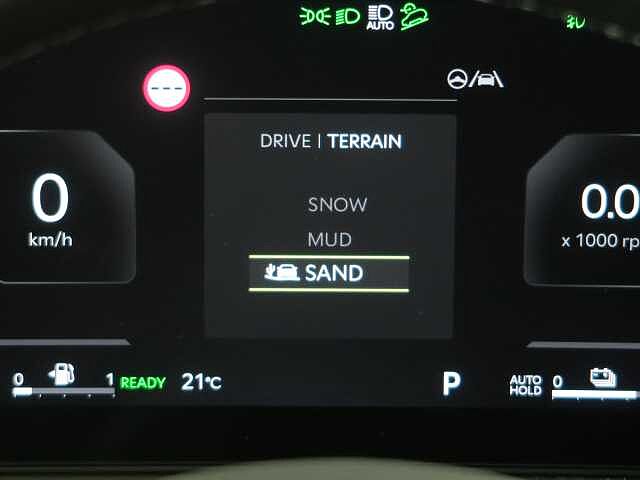 AUTO
---
DRIVE | TERRAIN
0
km/h
SNOW
MUD
SAND
0.0
x 1000 rp
0 1 READY 21°C P AUTO HOLD 0